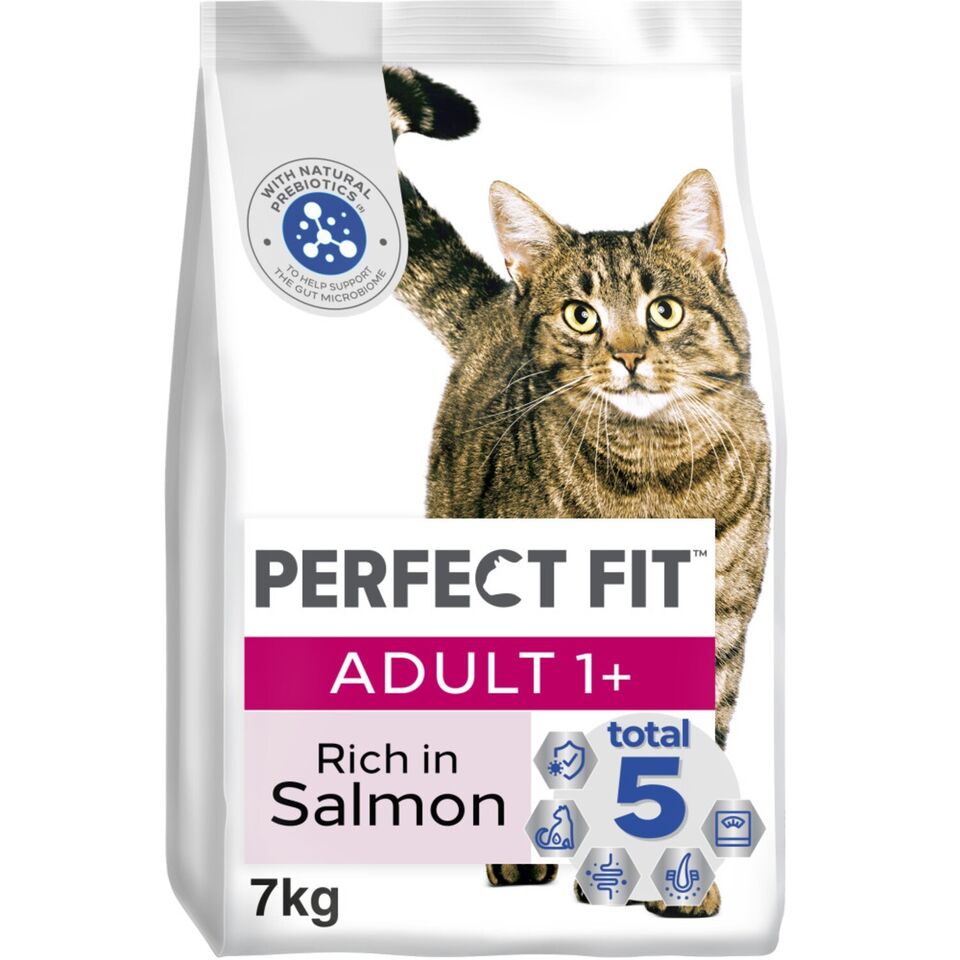 WITH NATURAL
PREBIOTICS (3)
TO HELP SUPPORT
THE GUT MICROBIOME
PERFECT FIT™
ADULT 1+
Rich in
Salmon
total
5
7kg